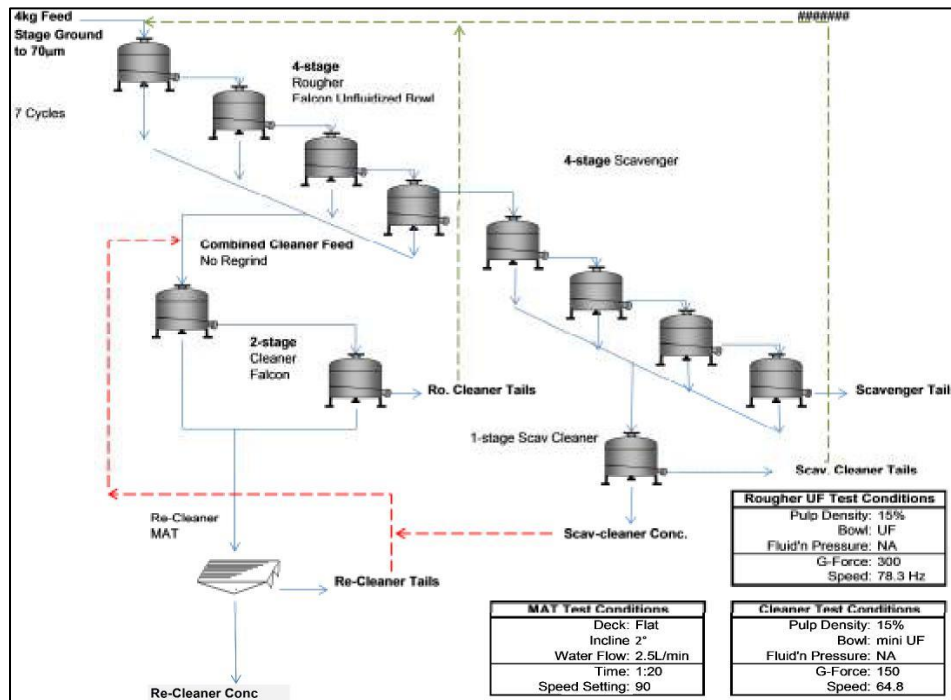 4kg Feed
Stage Ground
to 70µm
#######
4-stage
Rougher
Falcon Unfluidized Bowl
7 Cycles
4-stage Scavenger
Combined Cleaner Feed
No Regrind
2-stage
Cleaner
Falcon
Ro. Cleaner Tails
Scavenger Tail
1-stage Scav Cleaner
Scav. Cleaner Tails
Re-Cleaner
MAT
Scav-cleaner Conc.
Re-Cleaner Tails
Re-Cleaner Conc
Rougher UF Test Conditions
Pulp Density: 15%
Bowl: UF
Fluid'n Pressure: NA
G-Force: 300
Speed: 78.3 Hz
MAT Test Conditions
Deck: Flat
Incline 2°
Water Flow: 2.5L/min
Time: 1:20
Speed Setting: 90
Cleaner Test Conditions
Pulp Density: 15%
Bowl: mini UF
Fluid'n Pressure: NA
G-Force: 150
Speed: 64.8